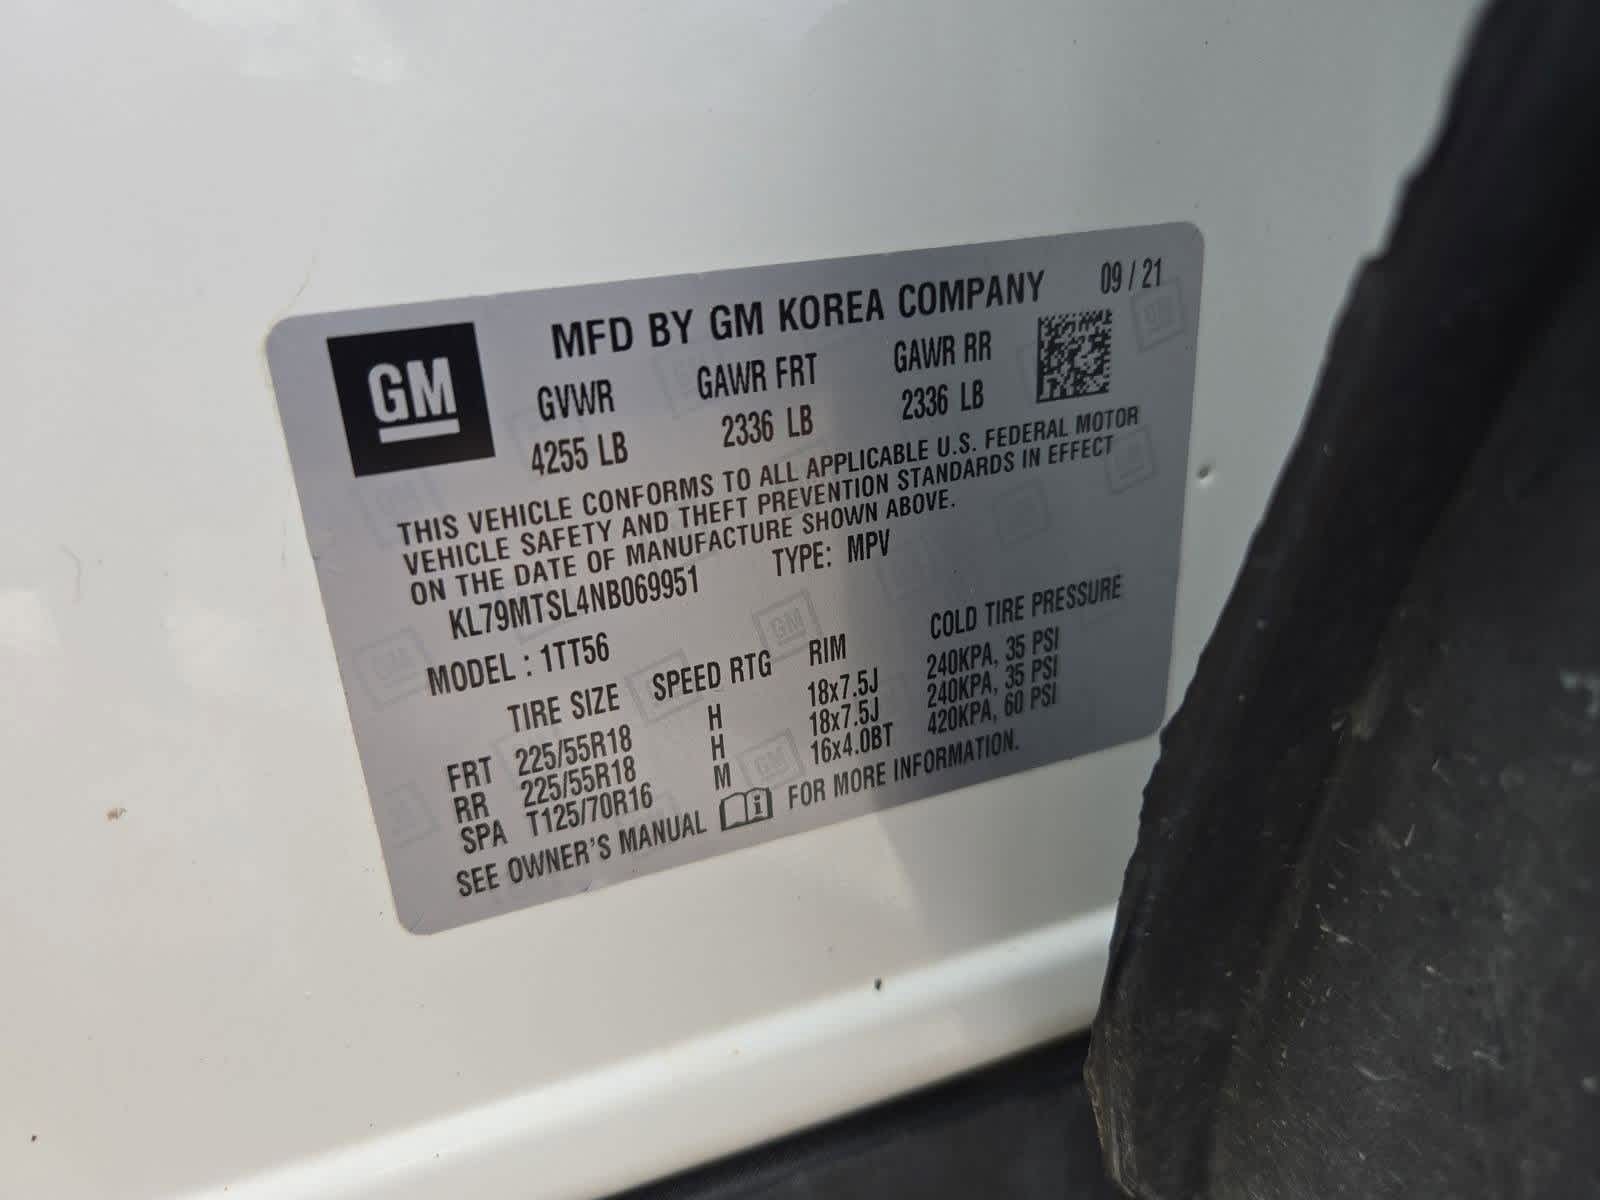 GM
MFD BY GM KOREA COMPANY 09 / 21
GVWR GAWR FRT GAWR RR
4255 LB 2336 LB 2336 LB
THIS VEHICLE CONFORMS TO ALL APPLICABLE U.S. FEDERAL MOTOR
VEHICLE SAFETY AND THEFT PREVENTION STANDARDS IN EFFECT
ON THE DATE OF MANUFACTURE SHOWN ABOVE.
KL79MTSL4NB069951 TYPE: MPV
MODEL : 1TT56
TIRE SIZE SPEED RTG RIM COLD TIRE PRESSURE
FRT 225/55R18 H 18x7.5J 240KPA, 35 PSI
RR 225/55R18 H 18x7.5J 240KPA, 35 PSI
SPA T125/70R16 M 16x4.0BT 420KPA, 60 PSI
SEE OWNER'S MANUAL i FOR MORE INFORMATION.